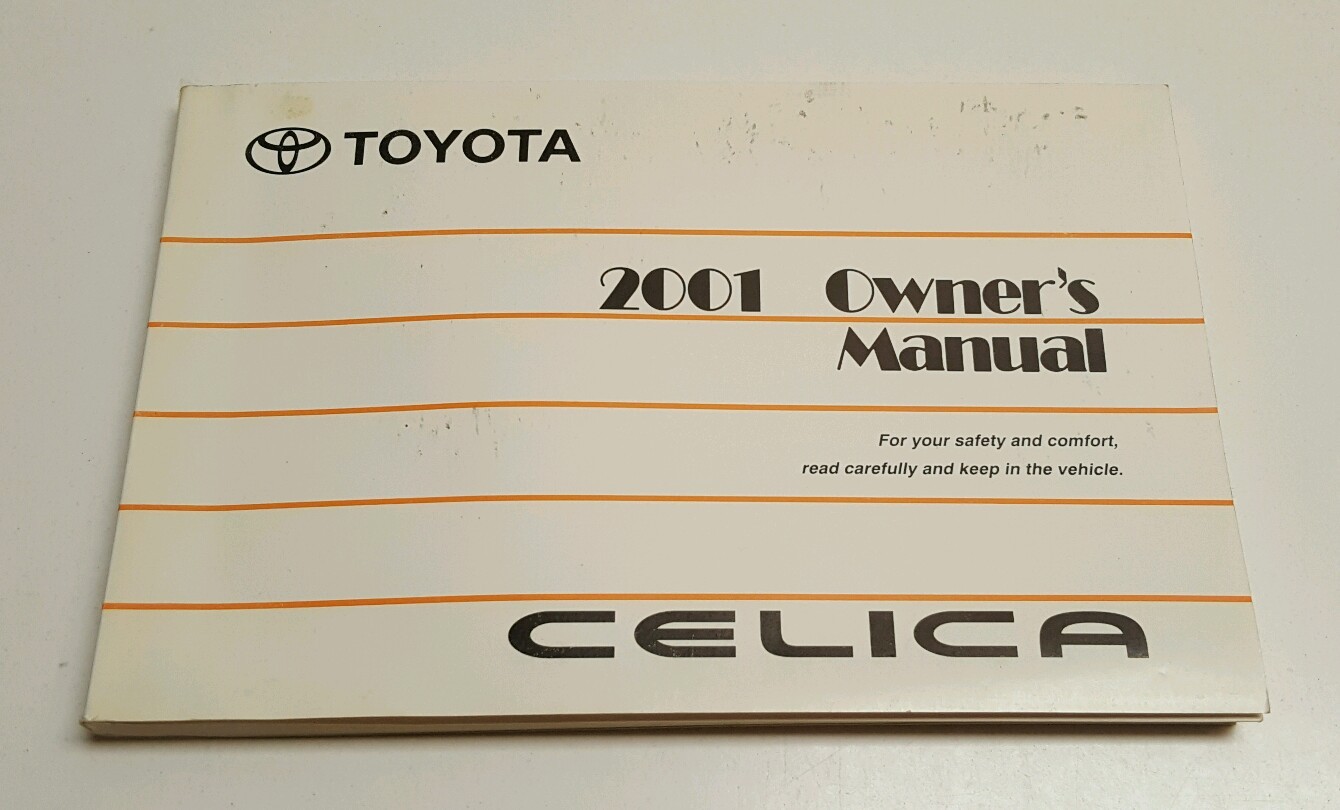 TOYOTA
2001 Owner's
Manual
For your safety and comfort,
read carefully and keep in the vehicle.
CELICA